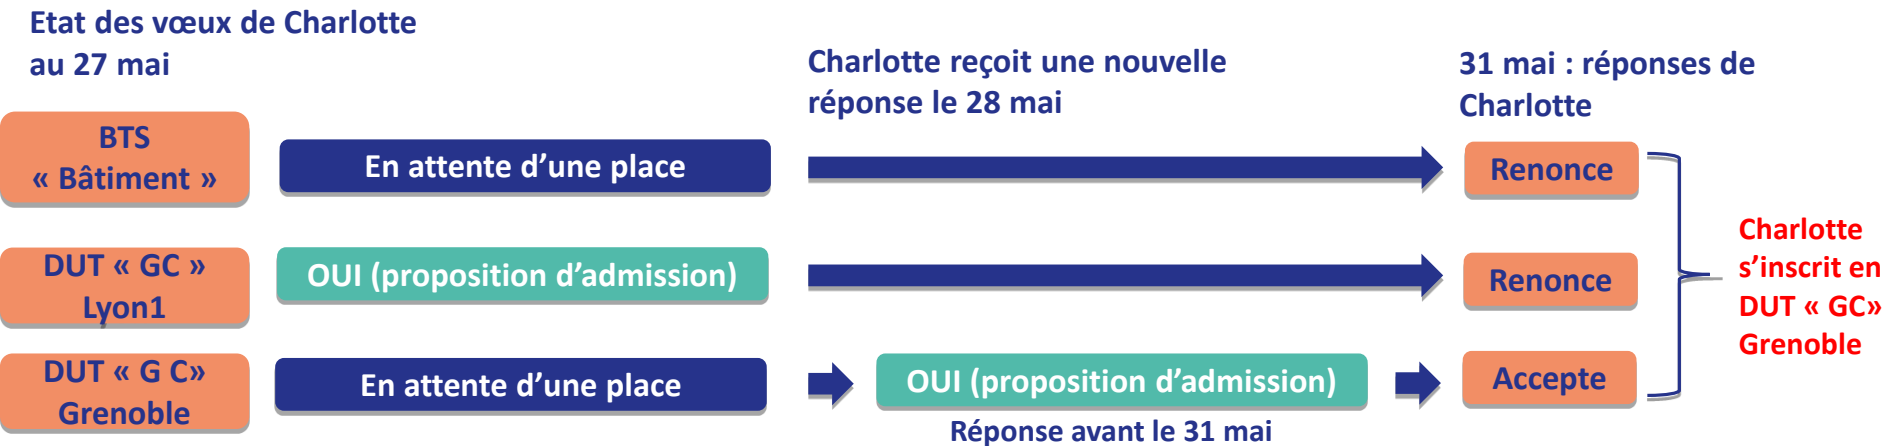 Etat des vœux de Charlotte
au 27 mai
Charlotte reçoit une nouvelle
réponse le 28 mai
31 mai : réponses de
Charlotte
BTS
« Bâtiment »
En attente d’une place
Renonce
DUT « GC »
Lyon1
OUI (proposition d’admission)
Renonce
Charlotte
s’inscrit en
DUT « GC»
Grenoble
DUT « G C»
Grenoble
En attente d’une place
OUI (proposition d’admission)
Réponse avant le 31 mai
Accepte